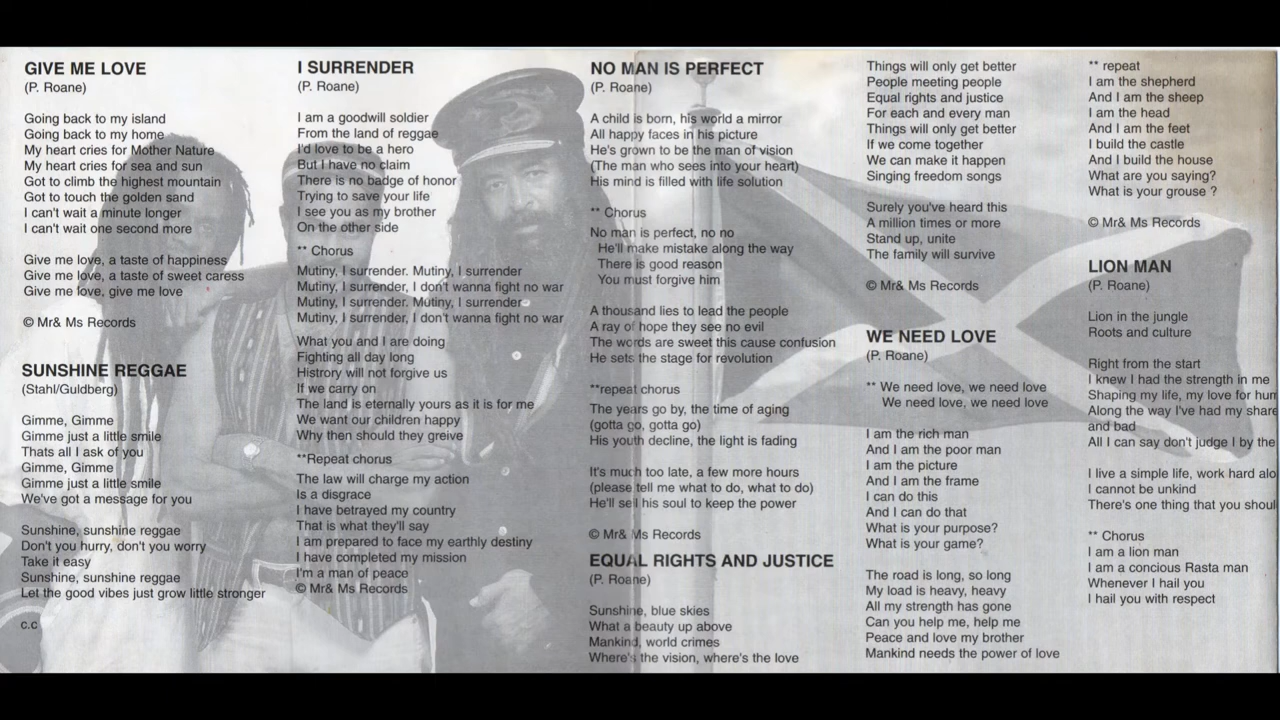 GIVE ME LOVE
(P. Roane)
Going back to my island
Going back to my home
My heart cries for Mother Nature
My heart cries for sea and sun
Got to climb the highest mountain
Got to touch the golden sand
I can't wait a minute longer
I can't wait one second more
Give me love, a taste of happiness
Give me love, a taste of sweet caress
Give me love, give me love
© Mr& Ms Records
SUNSHINE REGGAE
(Stahl/Guldberg)
Gimme, Gimme
Gimme just a little smile
Thats all I ask of you
Gimme, Gimme
Gimme just a little smile
We've got a message for you
Sunshine, sunshine reggae
Don't you hurry, don't you worry
Take it easy
Sunshine, sunshine reggae
Let the good vibes just grow little stronger
c.c
I SURRENDER
(P. Roane)
I am a goodwill soldier
From the land of reggae
I'd love to be a hero
But I have no claim
There is no badge of honor
Trying to save your life
I see you as my brother
On the other side
** Chorus
Mutiny, I surrender. Mutiny, I surrender
Mutiny, I surrender, I don't wanna fight no war
Mutiny, I surrender. Mutiny, I surrender
Mutiny, I surrender, I don't wanna fight no war
What you and I are doing
Fighting all day long
Histrory will not forgive us
If we carry on
The land is eternally yours as it is for me
We want our children happy
Why then should they greive
**Repeat chorus
The law will charge my action
Is a disgrace
I have betrayed my country
That is what they'll say
I am prepared to face my earthly destiny
I have completed my mission
I'm a man of peace
© Mr& Ms Records
NO MAN IS PERFECT
(P. Roane)
A child is born, his world a mirror
All happy faces in his picture
He's grown to be the man of vision
(The man who sees into your heart)
His mind is filled with life solution
** Chorus
No man is perfect, no no
He'll make mistake along the way
There is good reason
You must forgive him
A thousand lies to lead the people
A ray of hope they see no evil
The words are sweet this cause confusion
He sets the stage for revolution
**repeat chorus
The years go by, the time of aging
(gotta go, gotta go)
His youth decline, the light is fading
It's much too late, a few more hours
(please tell me what to do, what to do)
He'll sell his soul to keep the power
© Mr& Ms Records
EQUAL RIGHTS AND JUSTICE
(P. Roane)
Sunshine, blue skies
What a beauty up above
Mankind, world crimes
Where's the vision, where's the love
Things will only get better
People meeting people
Equal rights and justice
For each and every man
Things will only get better
If we come together
We can make it happen
Singing freedom songs
Surely you've heard this
A million times or more
Stand up, unite
The family will survive
© Mr& Ms Records
WE NEED LOVE
(P. Roane)
** We need love, we need love
We need love, we need love
I am the rich man
And I am the poor man
I am the picture
And I am the frame
I can do this
And I can do that
What is your purpose?
What is your game?
The road is long, so long
My load is heavy, heavy
All my strength has gone
Can you help me, help me
Peace and love my brother
Mankind needs the power of love
** repeat
I am the shepherd
And I am the sheep
I am the head
And I am the feet
I build the castle
And I build the house
What are you saying?
What is your grouse ?
© Mr& Ms Records
LION MAN
(P. Roane)
Lion in the jungle
Roots and culture
Right from the start
I knew I had the strength in me
Shaping my life, my love for
Along the way I've had my share
and bad
All I can say don't judge I by the
I live a simple life, work hard
I cannot be unkind
There's one thing that you
** Chorus
I am a lion man
I am a concious Rasta man
Whenever I hail you
I hail you with respect